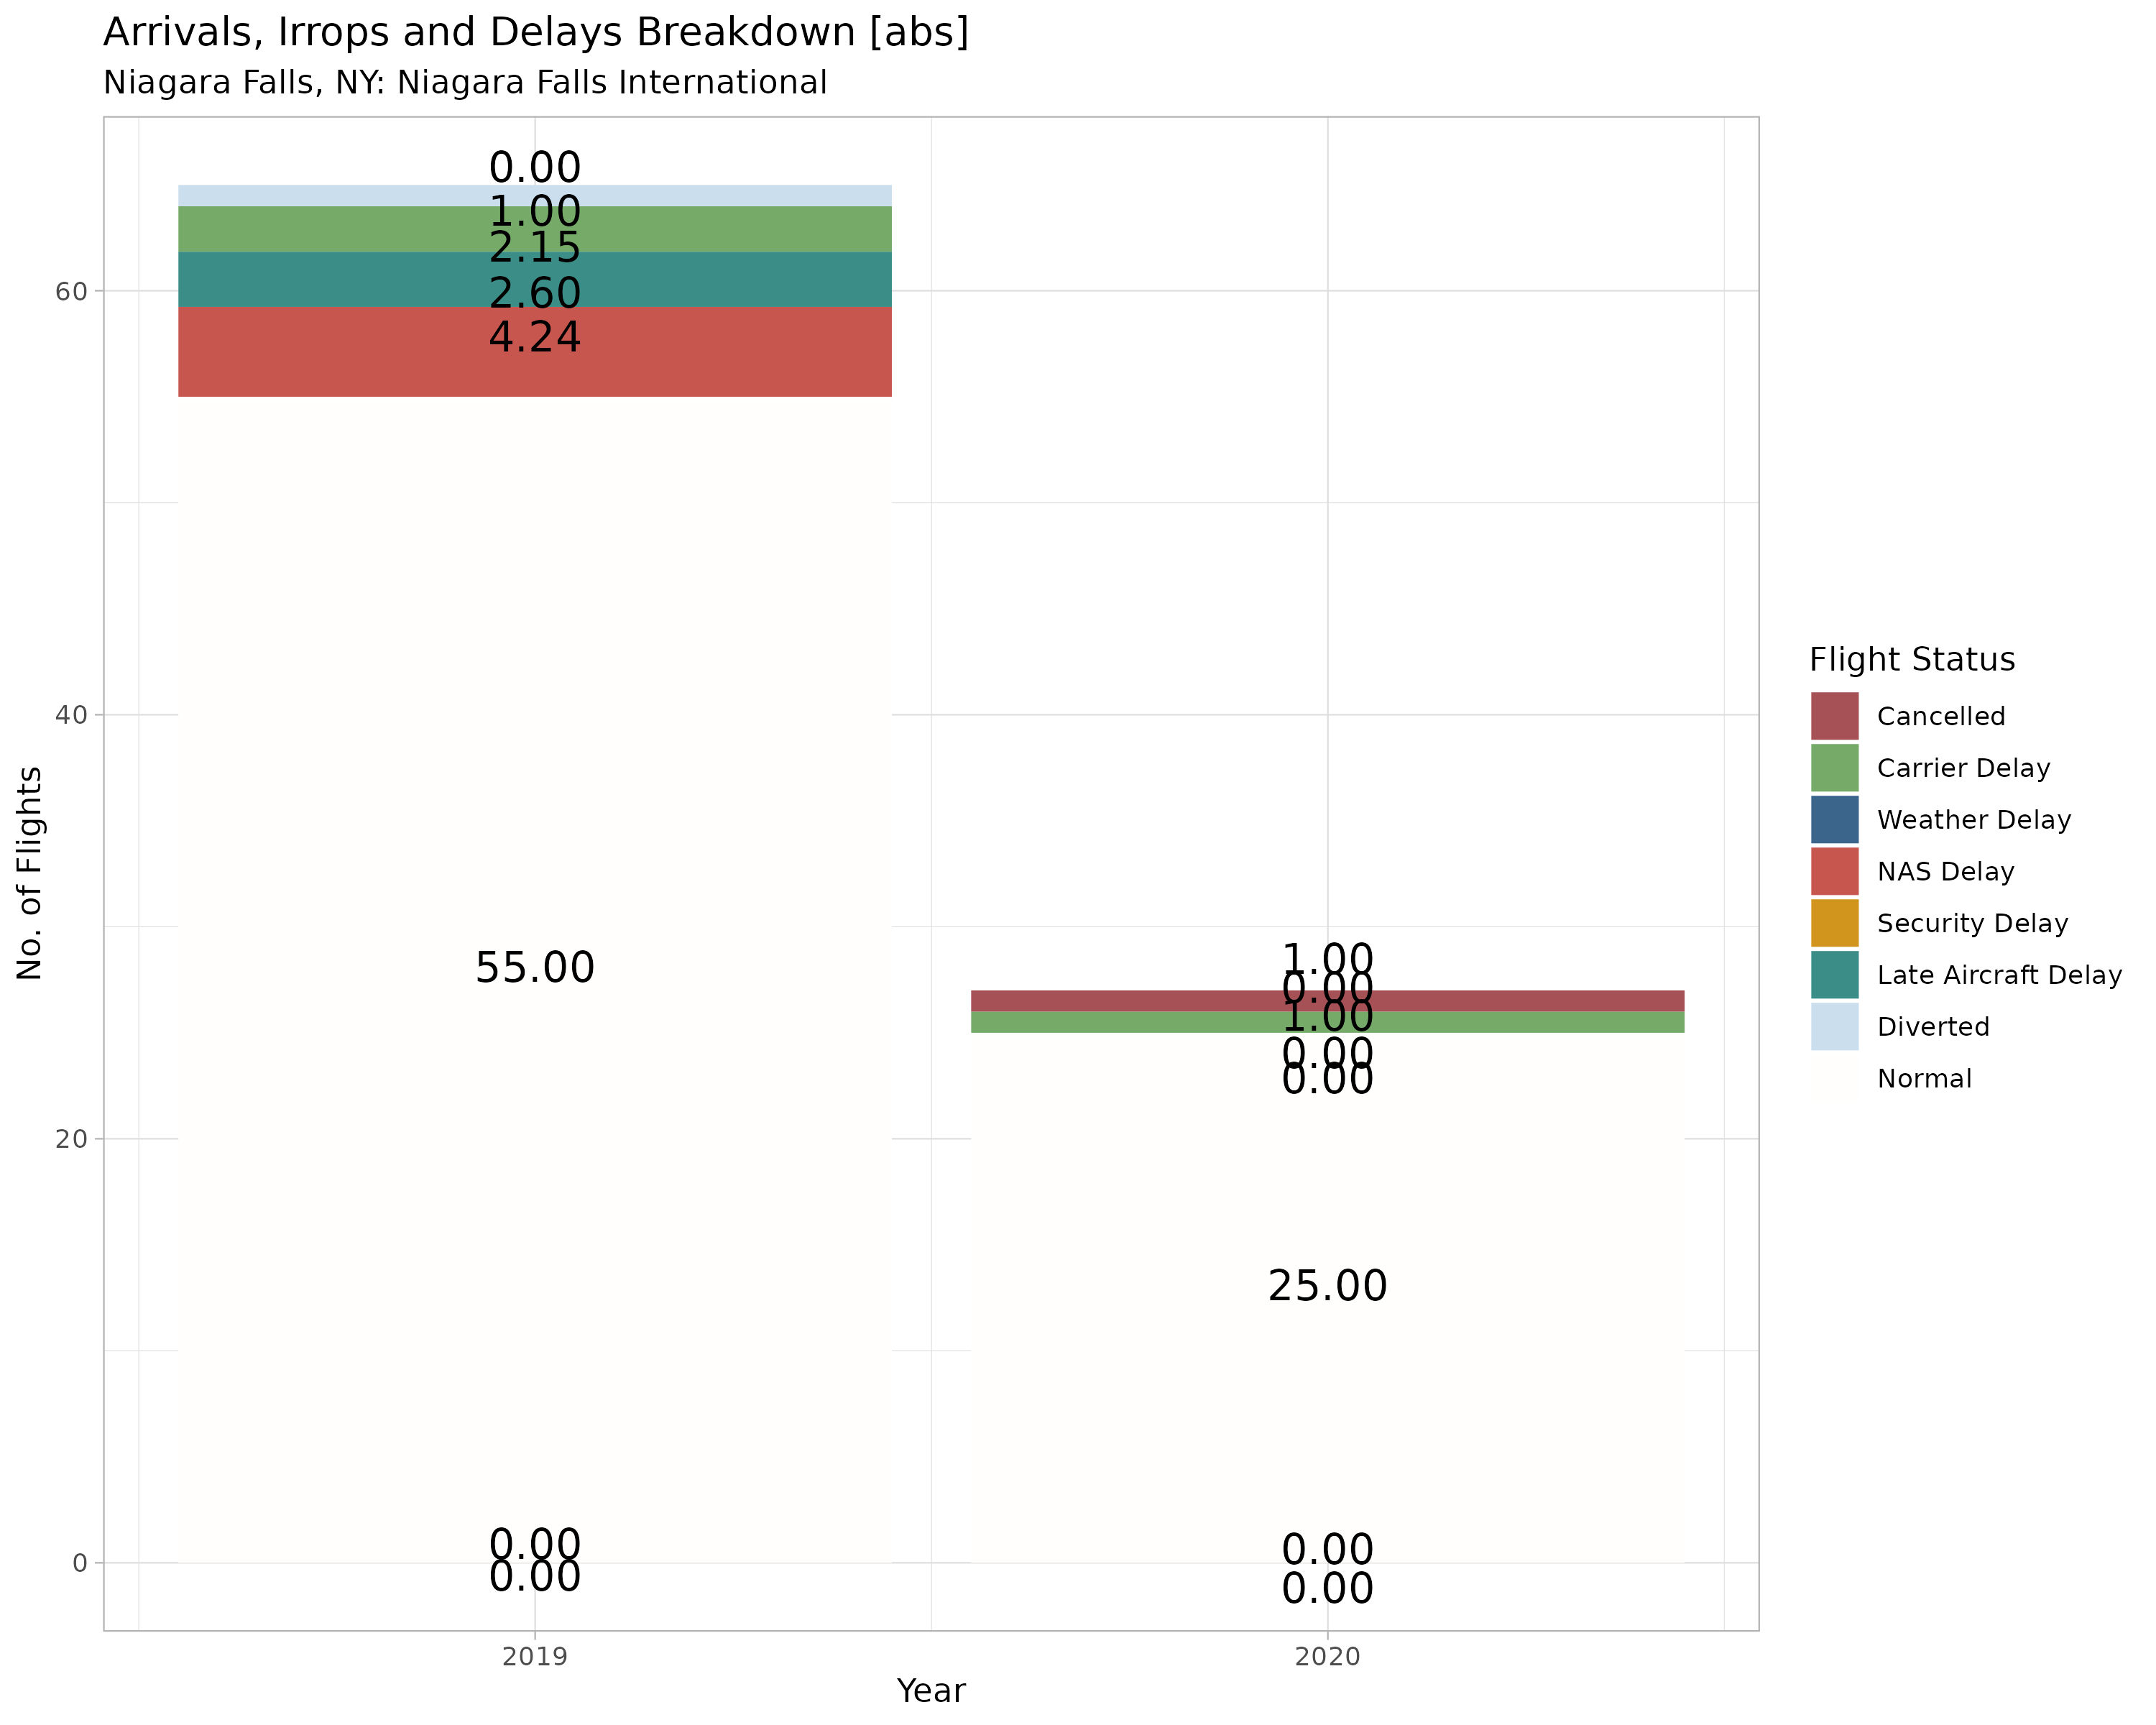 Arrivals, Irrops and Delays Breakdown [abs]
Niagara Falls, NY: Niagara Falls International
No. of Flights
60
40
20
0
0.00
1.00
2.15
2.60
4.24
55.00
0.00
0.00
1.00
0.00
1.00
0.00
0.00
25.00
0.00
0.00
2019
2020
Year
Flight Status
Cancelled
Carrier Delay
Weather Delay
NAS Delay
Security Delay
Late Aircraft Delay
Diverted
Normal